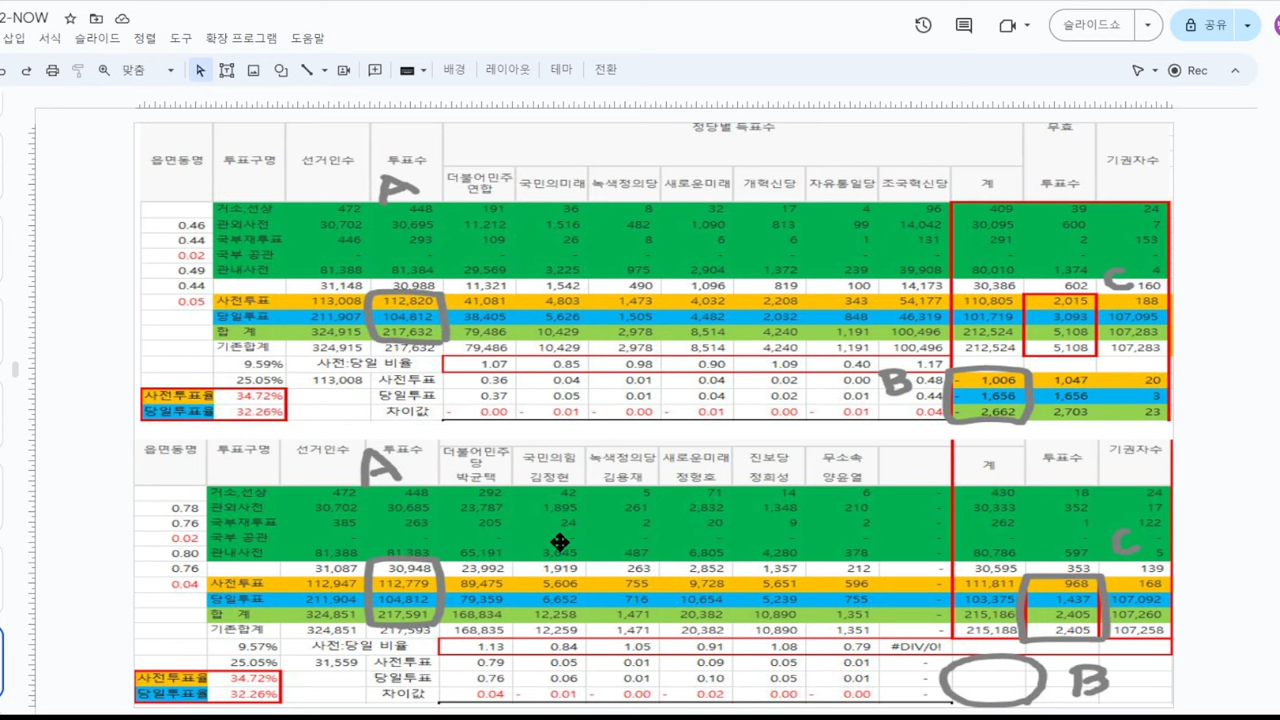 2-NOW
삽입 서식 슬라이드 정렬 도구 확장 프로그램 도움말
슬라이드쇼
공유
맞춤
배경 레이아웃 테마 전환
Rec
정당별 득표수 무효
읍면동명 투표구명 선거인수 투표수 기권자수
A
더불어민주연합 국민의미래 녹색정의당 새로운미래 개혁신당 자유통일당 조국혁신당 계 투표수
거소,선상 472 448 191 36 8 32 17 4 96 409 39 24
0.46 관외사전 30,702 30,695 11,212 1,516 482 1,090 813 99 14,042 30,095 600 7
0.44 국부재투표 446 293 109 26 8 6 6 1 131 291 2 153
0.02 국부 공관 - - - - - - - - - - - -
0.49 관내사전 81,388 81,384 29,569 3,225 975 2,904 1,372 239 39,908 80,010 1,374 4
C
0.44 31,148 30,988 11,321 1,542 490 1,096 819 100 14,173 30,386 602 160
0.05 사전투표 113,008 112,820 41,081 4,803 1,473 4,032 2,208 343 54,177 110,805 2,015 188
당일투표 211,907 104,812 38,405 5,626 1,505 4,482 2,032 848 46,319 101,719 3,093 107,095
합 계 324,915 217,632 79,486 10,429 2,978 8,514 4,240 1,191 100,496 212,524 5,108 107,283
기존합계 324,915 217,632 79,486 10,429 2,978 8,514 4,240 1,191 100,496 212,524 5,108 107,283
9.59% 사전:당일 비율 1.07 0.85 0.98 0.90 1.09 0.40 1.17
25.05% 113,008 사전투표 0.36 0.04 0.01 0.04 0.02 0.00 0.48 - 1,006 1,047 20
B
사전투표율 34.72% 당일투표 0.37 0.05 0.01 0.04 0.02 0.01 0.44 - 1,656 1,656 3
당일투표율 32.26% 차이값 - 0.00 - 0.01 - 0.00 - 0.01 0.00 - 0.01 0.04 - 2,662 2,703 23
읍면동명 투표구명 선거인수 투표수 더불어민주당 국민의힘 녹색정의당 새로운미래 진보당 무소속 계 투표수 기권자수
A
박균택 김정현 김용재 정형호 정희성 양윤열
거소,선상 472 448 292 42 5 71 14 6 - 430 18 24
0.78 관외사전 30,702 30,685 23,787 1,895 261 2,832 1,348 210 - 30,333 352 17
0.76 국부재투표 385 263 205 24 2 20 9 2 - 262 1 122
0.02 국부 공관 - - - - - - - - - - -
C
0.80 관내사전 81,388 81,383 65,191 3,645 487 6,805 4,280 378 - 80,786 597 5
0.76 31,087 30,948 23,992 1,919 263 2,852 1,357 212 - 30,595 353 139
0.04 사전투표 112,947 112,779 89,475 5,606 755 9,728 5,651 596 - 111,811 968 168
당일투표 211,904 104,812 79,359 6,652 716 10,654 5,239 755 - 103,375 1,437 107,092
합 계 324,851 217,591 168,834 12,258 1,471 20,382 10,890 1,351 - 215,186 2,405 107,260
기존합계 324,851 217,593 168,835 12,259 1,471 20,382 10,890 1,351 - 215,188 2,405 107,258
9.57% 사전:당일 비율 1.13 0.84 1.05 0.91 1.08 0.79 #DIV/0!
25.05% 31,559 사전투표 0.79 0.05 0.01 0.09 0.05 0.01 -
사전투표율 34.72% 당일투표 0.76 0.06 0.01 0.10 0.05 0.01 -
B
당일투표율 32.26% 차이값 0.04 - 0.01 0.00 - 0.02 0.00 - 0.00 -